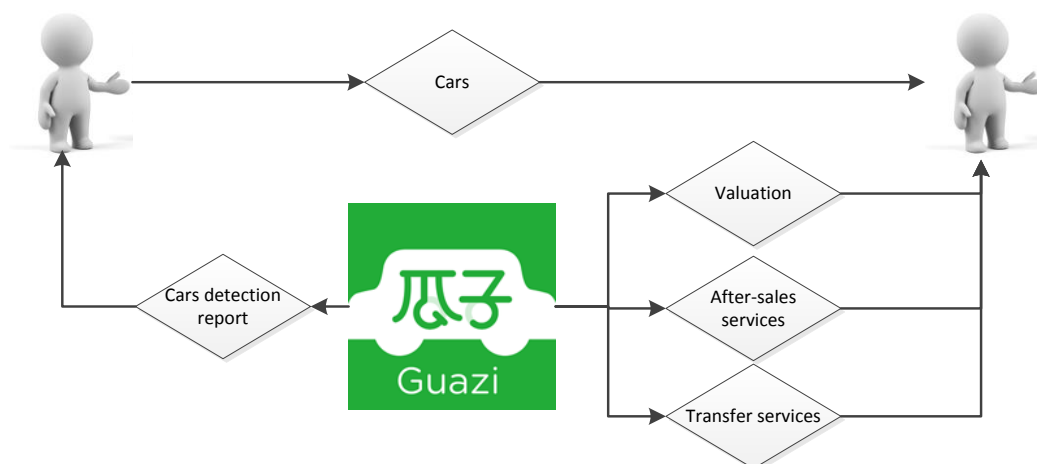 Cars
Valuation
Cars detection
report
瓜子
Guazi
After-sales
services
Transfer services